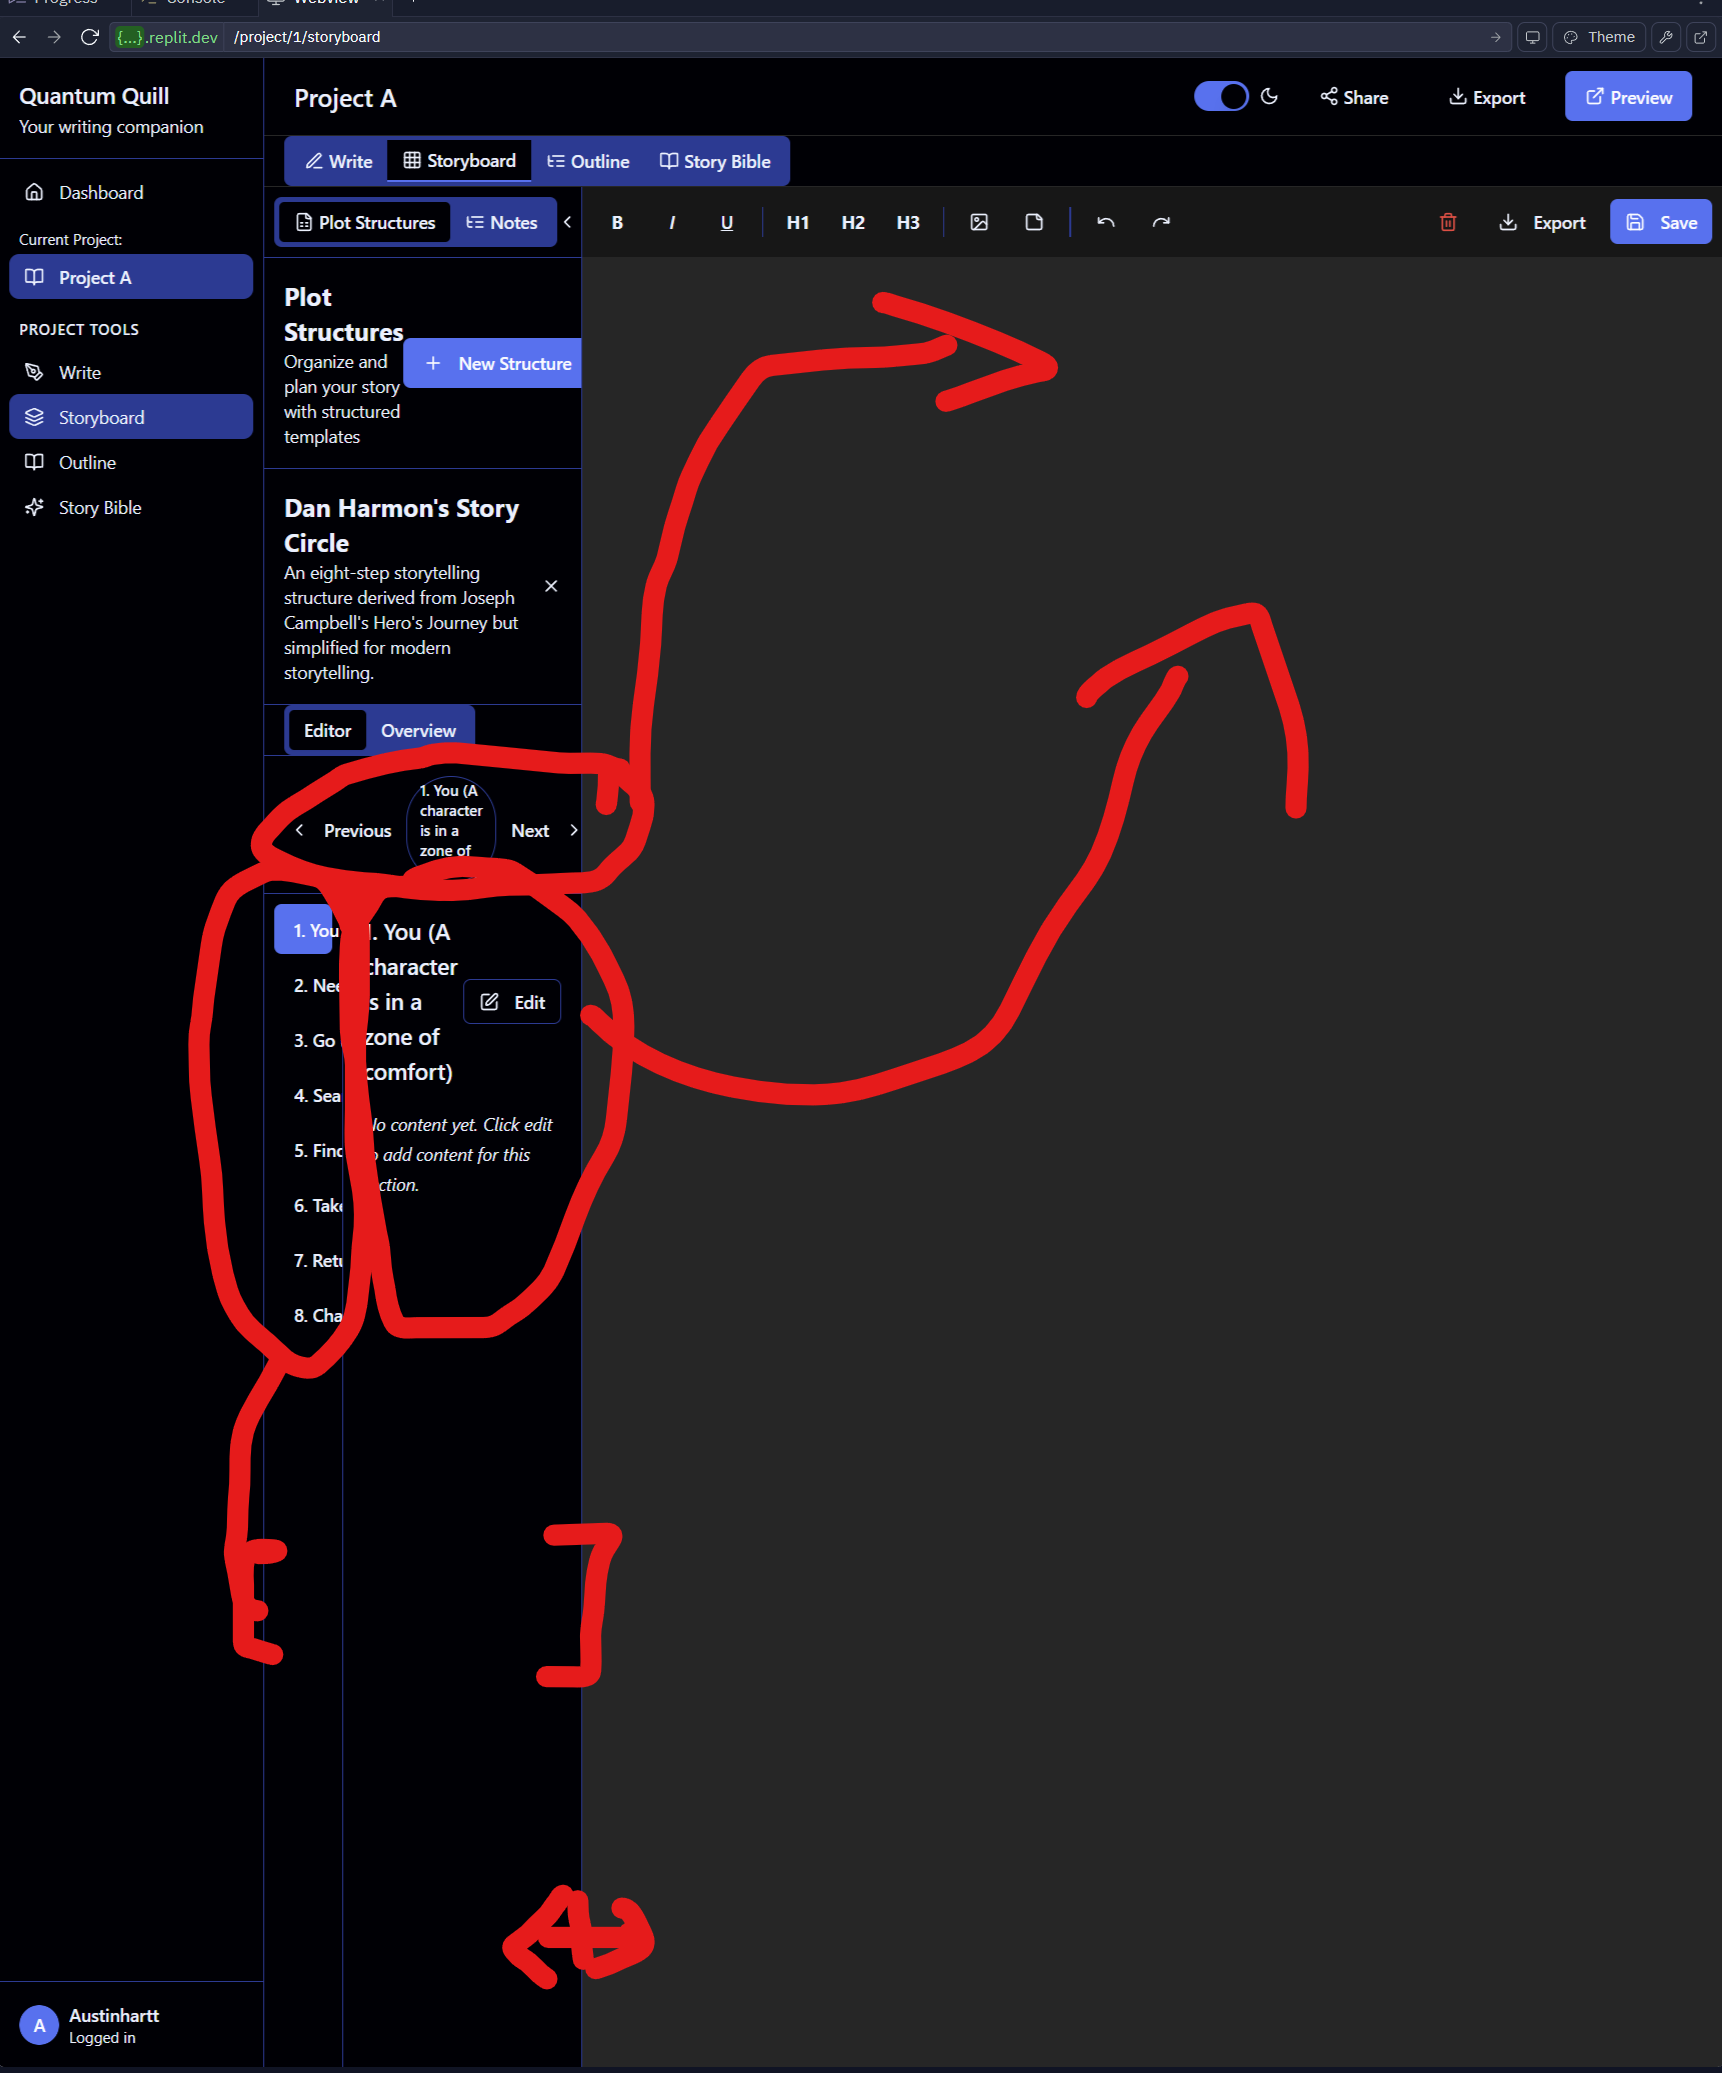 Progress
Console
Webview
{...}.replit.dev
/project/1/storyboard
Theme
Quantum Quill
Your writing companion
Dashboard
Current Project:
Project A
PROJECT TOOLS
Write
Storyboard
Outline
Story Bible
Austinhartt
A
Logged in
Project A
Share
Export
Preview
Write
Storyboard
Outline
Story Bible
Plot Structures
Notes
B
I
U
H1
H2
H3
Export
Save
Plot
Structures
Organize and
plan your story
with structured
templates
New Structure
Dan Harmon's Story
Circle
An eight-step storytelling
structure derived from Joseph
Campbell's Hero's Journey but
simplified for modern
storytelling.
Editor
Overview
Previous
1. You (A
character
is in a
zone of
Next
1. You
2. Nee
3. Go
4. Sea
5. Find
6. Take
7. Retu
8. Cha
1. You (A
character
is in a
zone of
comfort)
Edit
No content yet. Click edit
to add content for this
section.